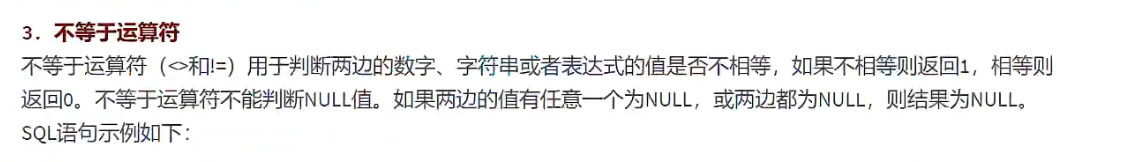 3．不等于运算符
不等于运算符（<>和!=）用于判断两边的数字、字符串或者表达式的值是否不相等，如果不相等则返回1，相等则
返回0。不等于运算符不能判断NULL值。如果两边的值有任意一个为NULL，或两边都为NULL，则结果为NULL。
SQL语句示例如下：